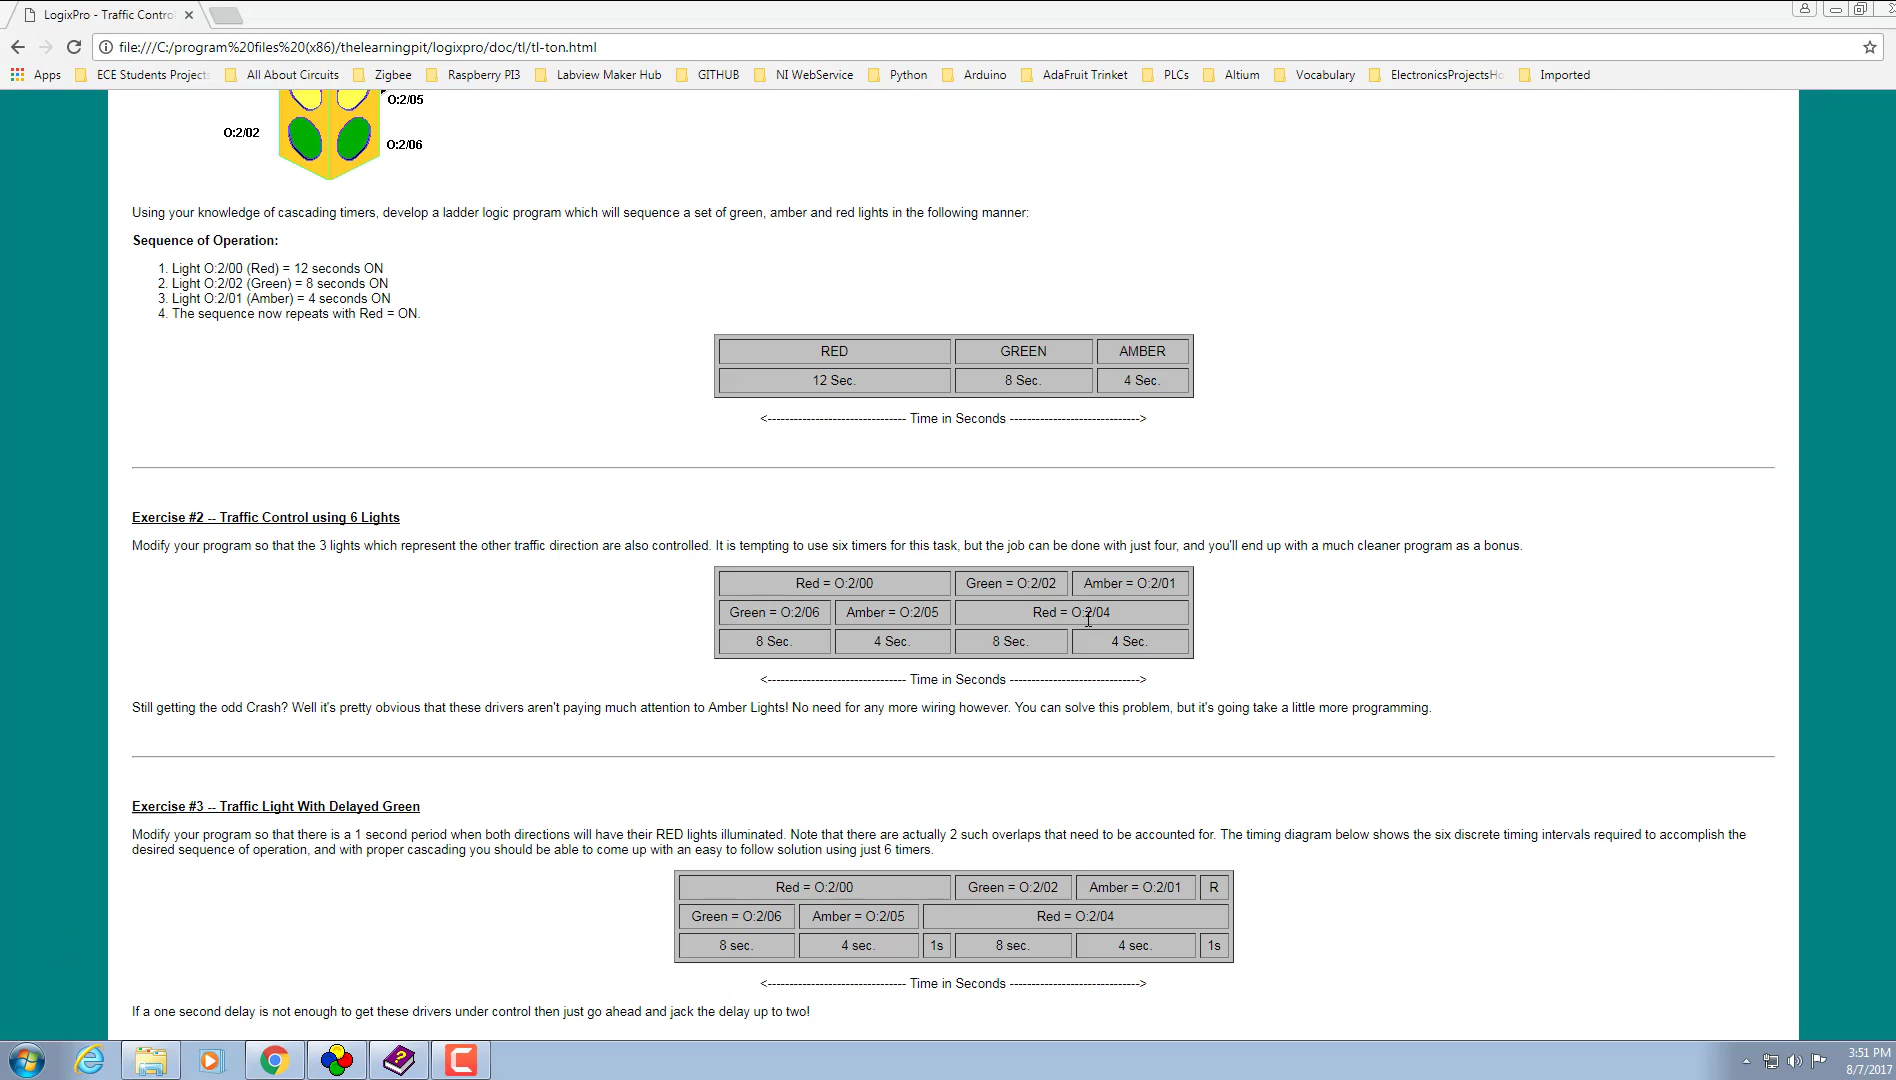 LogixPro - Traffic Contro
file:///C:/program%20files%20(x86)/thelearningpit/logixpro/doc/tl/tl-ton.html
Apps ECE Students Projects All About Circuits Zigbee Raspberry PI3 Labview Maker Hub GITHUB NI WebService Python Arduino AdaFruit Trinket PLCs Altium Vocabulary ElectronicsProjectsHo Imported
O:2/05
O:2/02
O:2/06
Using your knowledge of cascading timers, develop a ladder logic program which will sequence a set of green, amber and red lights in the following manner:
Sequence of Operation:
1. Light O:2/00 (Red) = 12 seconds ON
2. Light O:2/02 (Green) = 8 seconds ON
3. Light O:2/01 (Amber) = 4 seconds ON
4. The sequence now repeats with Red = ON.
RED GREEN AMBER
12 Sec. 8 Sec. 4 Sec.
<------------------------------- Time in Seconds ----------------------------->
Exercise #2 -- Traffic Control using 6 Lights
Modify your program so that the 3 lights which represent the other traffic direction are also controlled. It is tempting to use six timers for this task, but the job can be done with just four, and you'll end up with a much cleaner program as a bonus.
Red = O:2/00 Green = O:2/02 Amber = O:2/01
Green = O:2/06 Amber = O:2/05 Red = O:2/04
8 Sec. 4 Sec. 8 Sec. 4 Sec.
<------------------------------- Time in Seconds ----------------------------->
Still getting the odd Crash? Well it's pretty obvious that these drivers aren't paying much attention to Amber Lights! No need for any more wiring however. You can solve this problem, but it's going take a little more programming.
Exercise #3 -- Traffic Light With Delayed Green
Modify your program so that there is a 1 second period when both directions will have their RED lights illuminated. Note that there are actually 2 such overlaps that need to be accounted for. The timing diagram below shows the six discrete timing intervals required to accomplish the
desired sequence of operation, and with proper cascading you should be able to come up with an easy to follow solution using just 6 timers.
Red = O:2/00 Green = O:2/02 Amber = O:2/01 R
Green = O:2/06 Amber = O:2/05 Red = O:2/04
8 sec. 4 sec. 1s 8 sec. 4 sec. 1s
<------------------------------- Time in Seconds ----------------------------->
If a one second delay is not enough to get these drivers under control then just go ahead and jack the delay up to two!
3:51 PM
8/7/2017